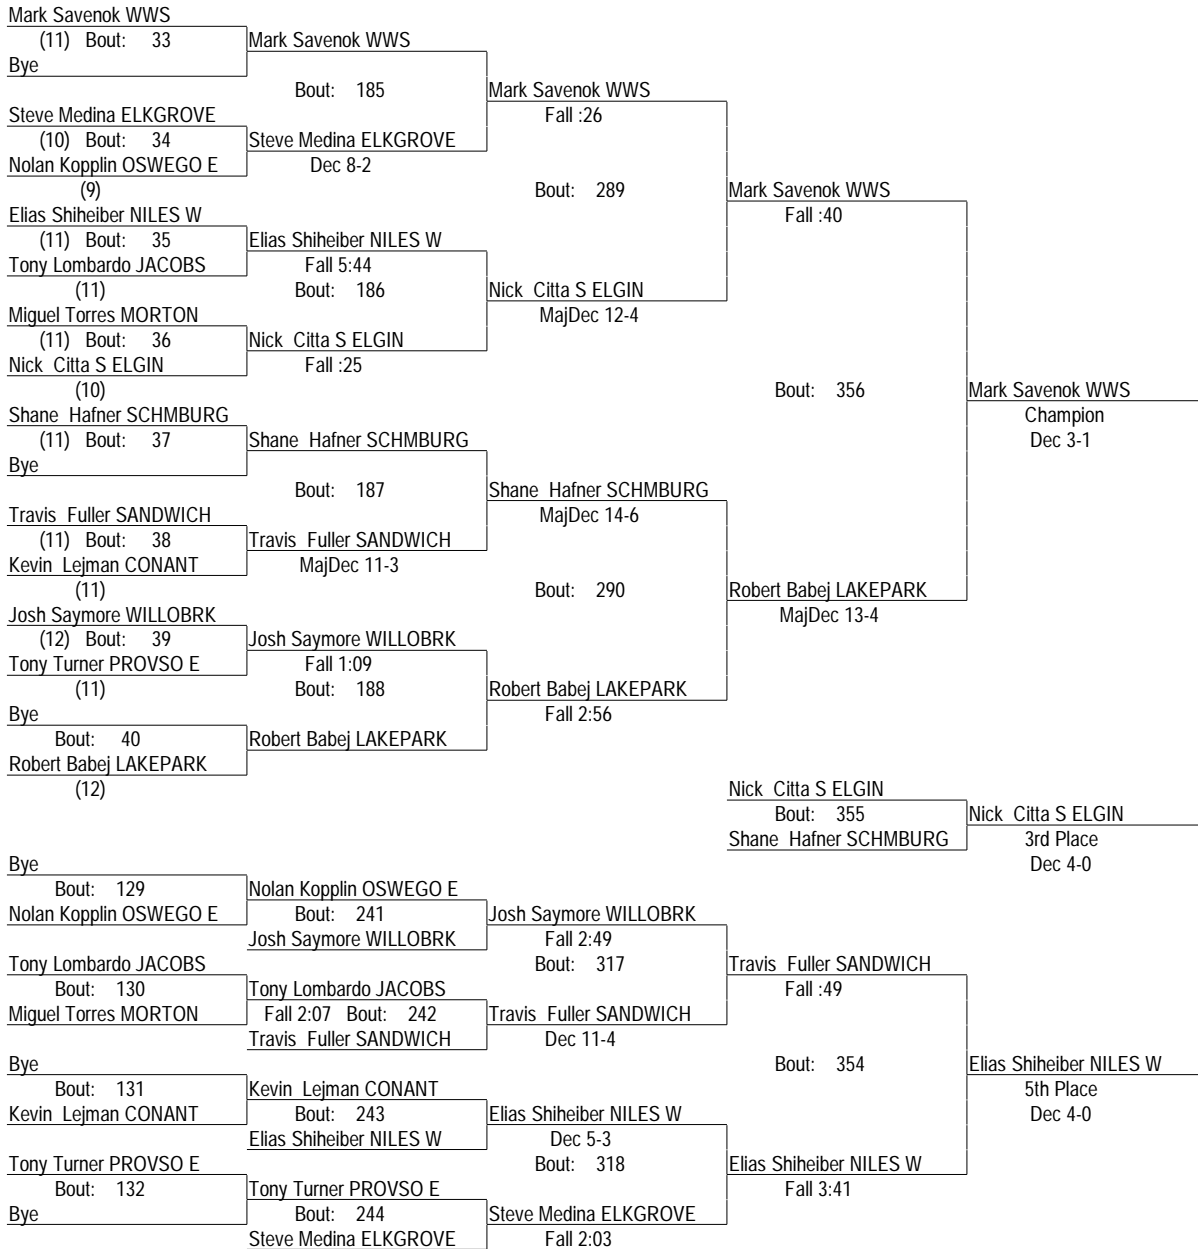 Mark Savenok WWS
(11) Bout: 33 Mark Savenok WWS
Bye
Bout: 185 Mark Savenok WWS
Steve Medina ELKGROVE Fall :26
(10) Bout: 34 Steve Medina ELKGROVE
Nolan Kopplin OSWEGO E Dec 8-2
(9) Bout: 289 Mark Savenok WWS
Elias Shiheiber NILES W Fall :40
(11) Bout: 35 Elias Shiheiber NILES W
Tony Lombardo JACOBS Fall 5:44
(11) Bout: 186 Nick Citta S ELGIN
Miguel Torres MORTON MajDec 12-4
(11) Bout: 36 Nick Citta S ELGIN
Nick Citta S ELGIN Fall :25
(10) Bout: 356 Mark Savenok WWS
Shane Hafner SCHMBURG Champion
(11) Bout: 37 Shane Hafner SCHMBURG Dec 3-1
Bye
Bout: 187 Shane Hafner SCHMBURG
Travis Fuller SANDWICH MajDec 14-6
(11) Bout: 38 Travis Fuller SANDWICH
Kevin Lejman CONANT MajDec 11-3
(11) Bout: 290 Robert Babej LAKEPARK
Josh Saymore WILLOBRK MajDec 13-4
(12) Bout: 39 Josh Saymore WILLOBRK
Tony Turner PROVSO E Fall 1:09
(11) Bout: 188 Robert Babej LAKEPARK
Bye Fall 2:56
Bout: 40 Robert Babej LAKEPARK
Robert Babej LAKEPARK
(12) Nick Citta S ELGIN
Bout: 355 Nick Citta S ELGIN
Shane Hafner SCHMBURG 3rd Place
Bye Dec 4-0
Bout: 129 Nolan Kopplin OSWEGO E
Nolan Kopplin OSWEGO E Bout: 241 Josh Saymore WILLOBRK
Josh Saymore WILLOBRK Fall 2:49
Tony Lombardo JACOBS Bout: 317 Travis Fuller SANDWICH
Bout: 130 Tony Lombardo JACOBS Fall :49
Miguel Torres MORTON Fall 2:07 Bout: 242 Travis Fuller SANDWICH
Travis Fuller SANDWICH Dec 11-4
Bye Bout: 354 Elias Shiheiber NILES W
Bout: 131 Kevin Lejman CONANT 5th Place
Kevin Lejman CONANT Bout: 243 Elias Shiheiber NILES W Dec 4-0
Elias Shiheiber NILES W Dec 5-3
Tony Turner PROVSO E Bout: 318 Elias Shiheiber NILES W
Bout: 132 Tony Turner PROVSO E Fall 3:41
Bye Bout: 244 Steve Medina ELKGROVE
Steve Medina ELKGROVE Fall 2:03